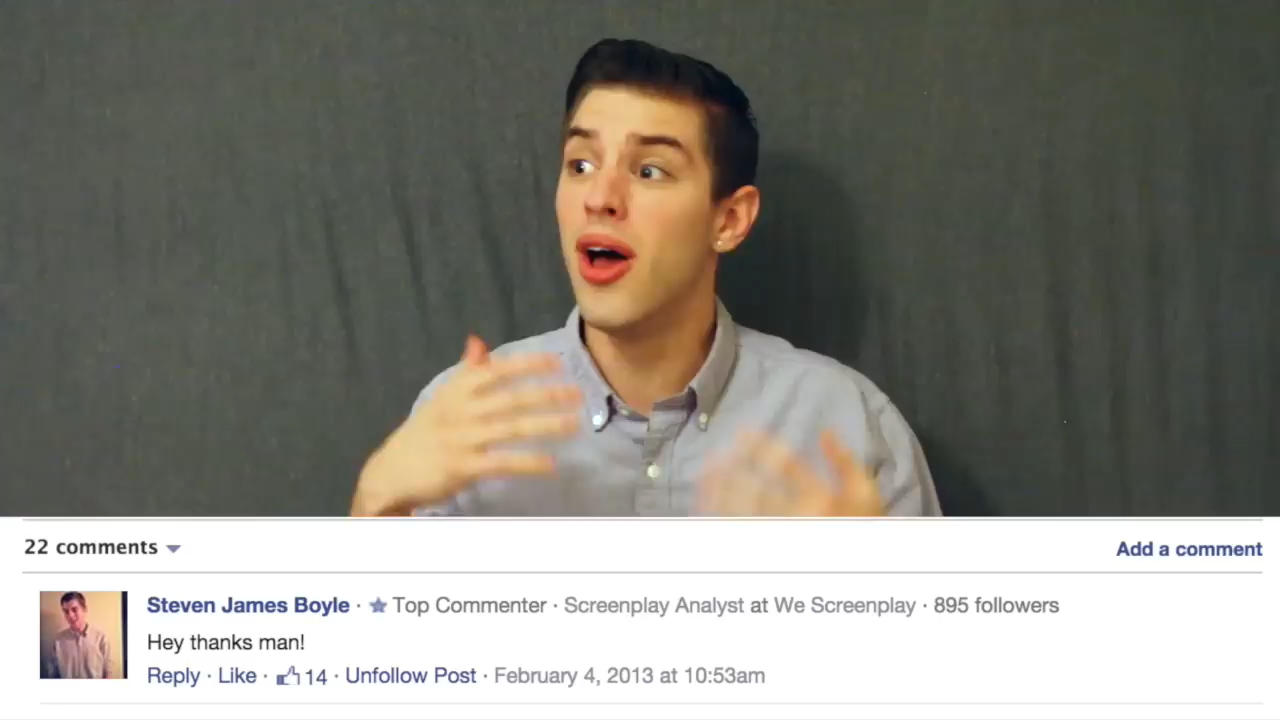 22 comments
Add a comment
Steven James Boyle · Top Commenter · Screenplay Analyst at We Screenplay · 895 followers
Hey thanks man!
Reply · Like · 14 · Unfollow Post · February 4, 2013 at 10:53am